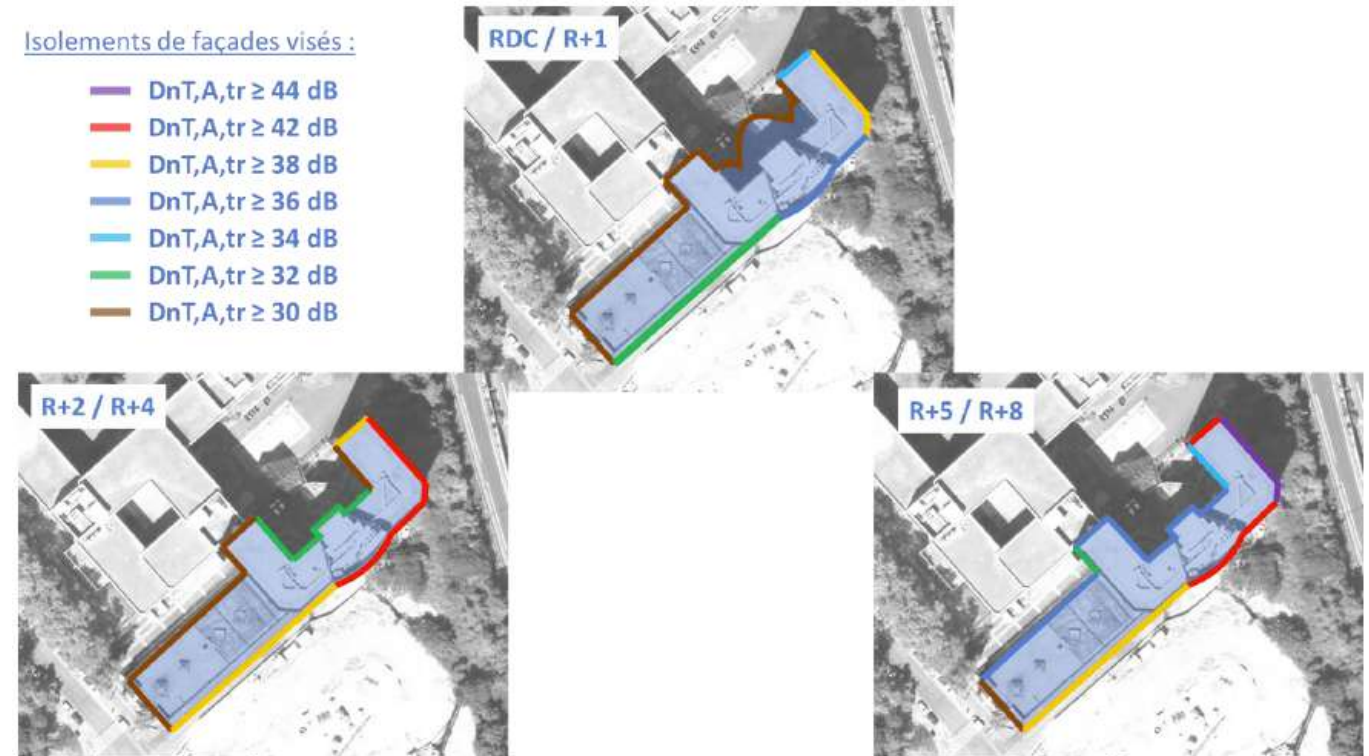 Isolements de façades visés :
DnT,A,tr ≥ 44 dB
DnT,A,tr ≥ 42 dB
DnT,A,tr ≥ 38 dB
DnT,A,tr ≥ 36 dB
DnT,A,tr ≥ 34 dB
DnT,A,tr ≥ 32 dB
DnT,A,tr ≥ 30 dB
RDC / R+1
R+2 / R+4
R+5 / R+8